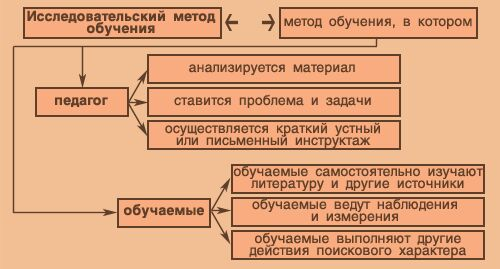 Исследовательский метод
обучения
метод обучения, в котором
педагог
анализируется материал
ставится проблема и задачи
осуществляется краткий устный
или письменный инструктаж
обучаемые
обучаемые самостоятельно изучают
литературу и другие источники
обучаемые ведут наблюдения
и измерения
обучаемые выполняют другие
действия поискового характера